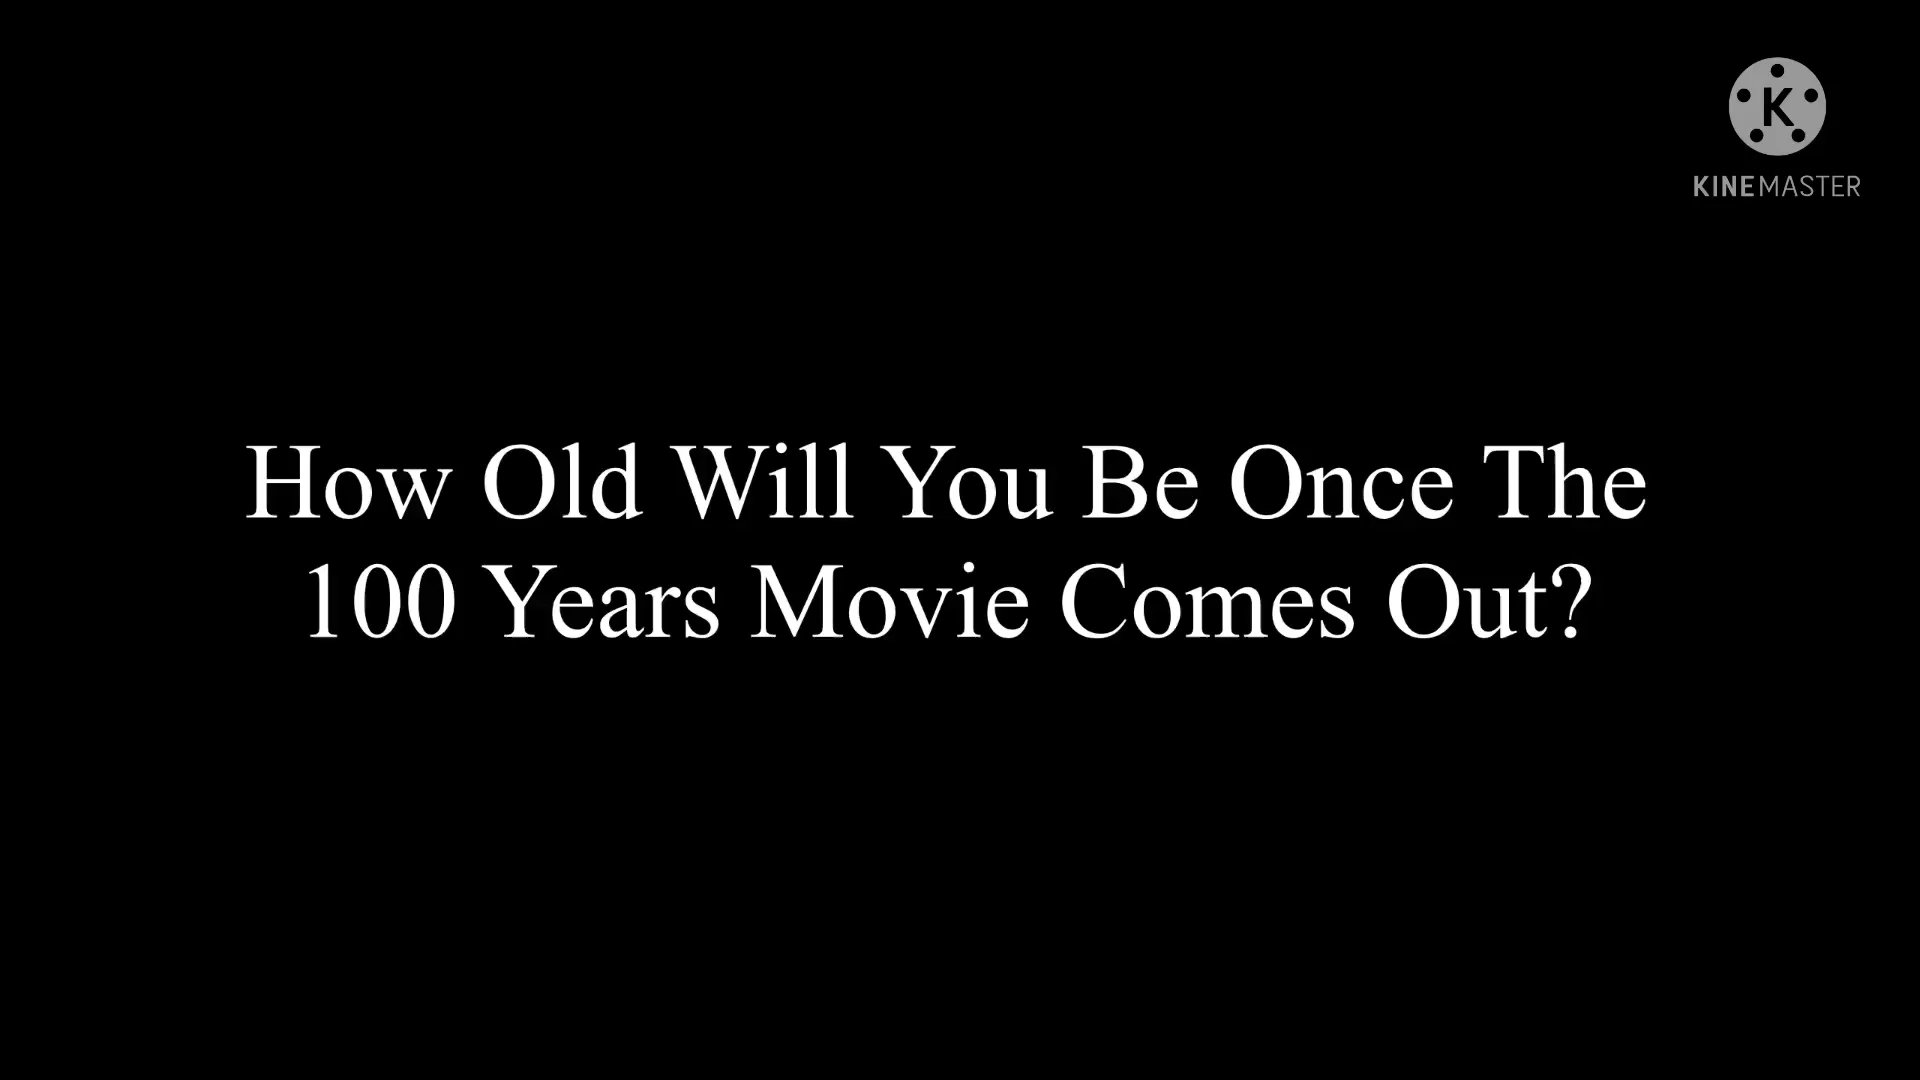 K
KINEMASTER
How Old Will You Be Once The
100 Years Movie Comes Out?